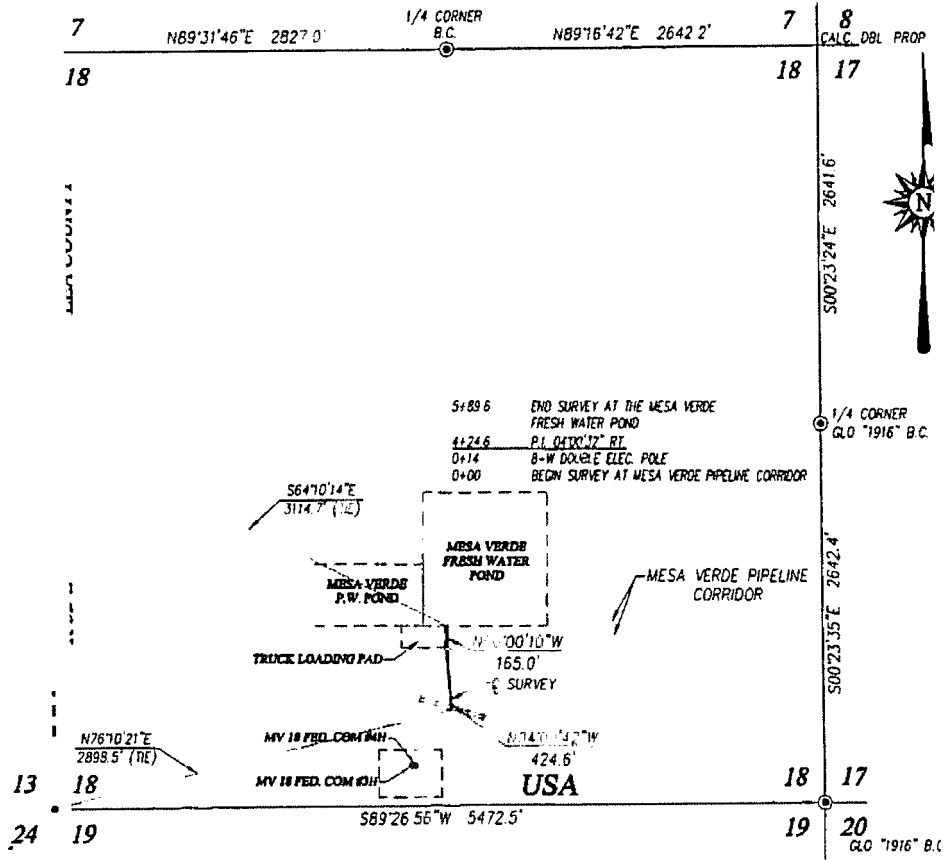 7
1/4 CORNER
B.C.
7
8
N89°31'46"E 2827.0'
N89°16'42"E 2642.2'
CALC. DBL PROP
18
18
17
N
S00°23'24"E 2641.6'
1/4 CORNER
GLO "1916" B.C.
5+89.6 END SURVEY AT THE MESA VERDE
FRESH WATER POND
4+24.6 P.I. RT.
0+14 8-W DOUBLE ELEC. POLE
0+00 BEGIN SURVEY AT MESA VERDE PIPELINE CORRIDOR
S64°10'14"E
3114.7' (TIE)
MESA VERDE
FRESH WATER
POND
MESA VERDE
P.W. POND
MESA VERDE PIPELINE
CORRIDOR
S00°23'35"E 2642.4'
TRUCK LOADING PAD
00'10"W
165.0'
℄ SURVEY
MV 18 FED. COM #4H
MV 18 FED. COM #3H
N76°10'21"E
2898.5' (TIE)
424.6'
USA
13
18
18
17
S89°26'56"W 5472.5'
24
19
19
20
GLO "1916" B.C